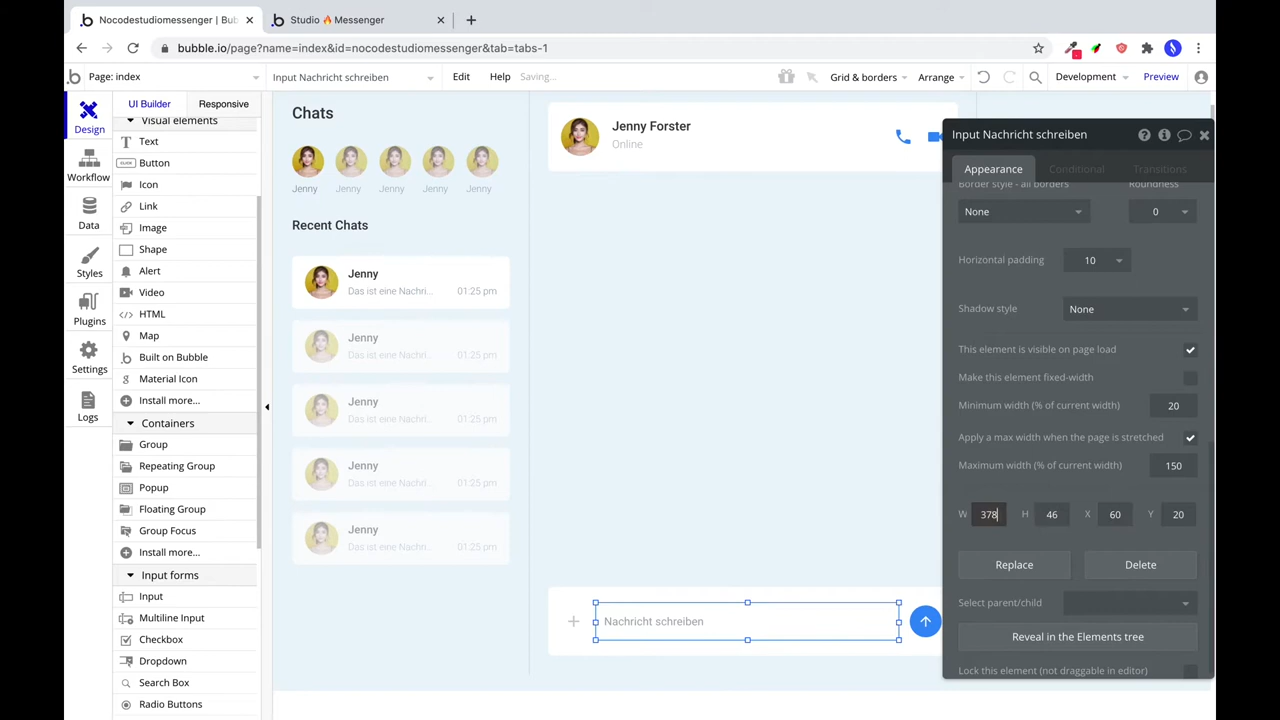 Nocodestudiomessenger | Bub
Studio 🔥 Messenger
bubble.io/page?name=index&id=nocodestudiomessenger&tab=tabs-1
Page: index
Input Nachricht schreiben
Edit
Help
Saving...
Grid & borders
Arrange
Development
Preview
Design
Workflow
Data
Styles
Plugins
Settings
Logs
UI Builder
Responsive
Visual elements
Text
Button
Icon
Link
Image
Shape
Alert
Video
HTML
Map
Built on Bubble
Material Icon
Install more...
Containers
Group
Repeating Group
Popup
Floating Group
Group Focus
Install more...
Input forms
Input
Multiline Input
Checkbox
Dropdown
Search Box
Radio Buttons
Chats
Jenny
Jenny
Jenny
Jenny
Jenny
Recent Chats
Jenny
Das ist eine Nachri... 01:25 pm
Jenny
Das ist eine Nachri... 01:25 pm
Jenny
Das ist eine Nachri... 01:25 pm
Jenny
Das ist eine Nachri... 01:25 pm
Jenny
Das ist eine Nachri... 01:25 pm
Jenny Forster
Online
Nachricht schreiben
Input Nachricht schreiben
Appearance
Conditional
Transitions
Border style - all borders
Roundness
None
0
Horizontal padding
10
Shadow style
None
This element is visible on page load
Make this element fixed-width
Minimum width (% of current width)
20
Apply a max width when the page is stretched
Maximum width (% of current width)
150
W 378 H 46 X 60 Y 20
Replace
Delete
Select parent/child
Reveal in the Elements tree
Lock this element (not draggable in editor)